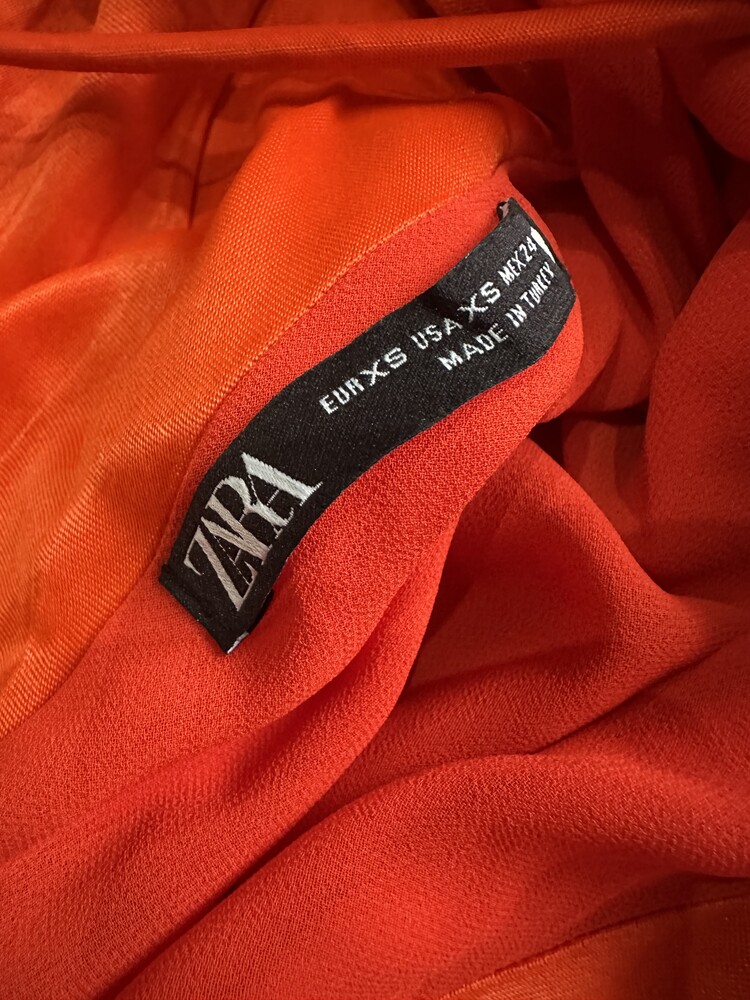 ZARA
EUR XS USA XS MEX 24
MADE IN TURKEY